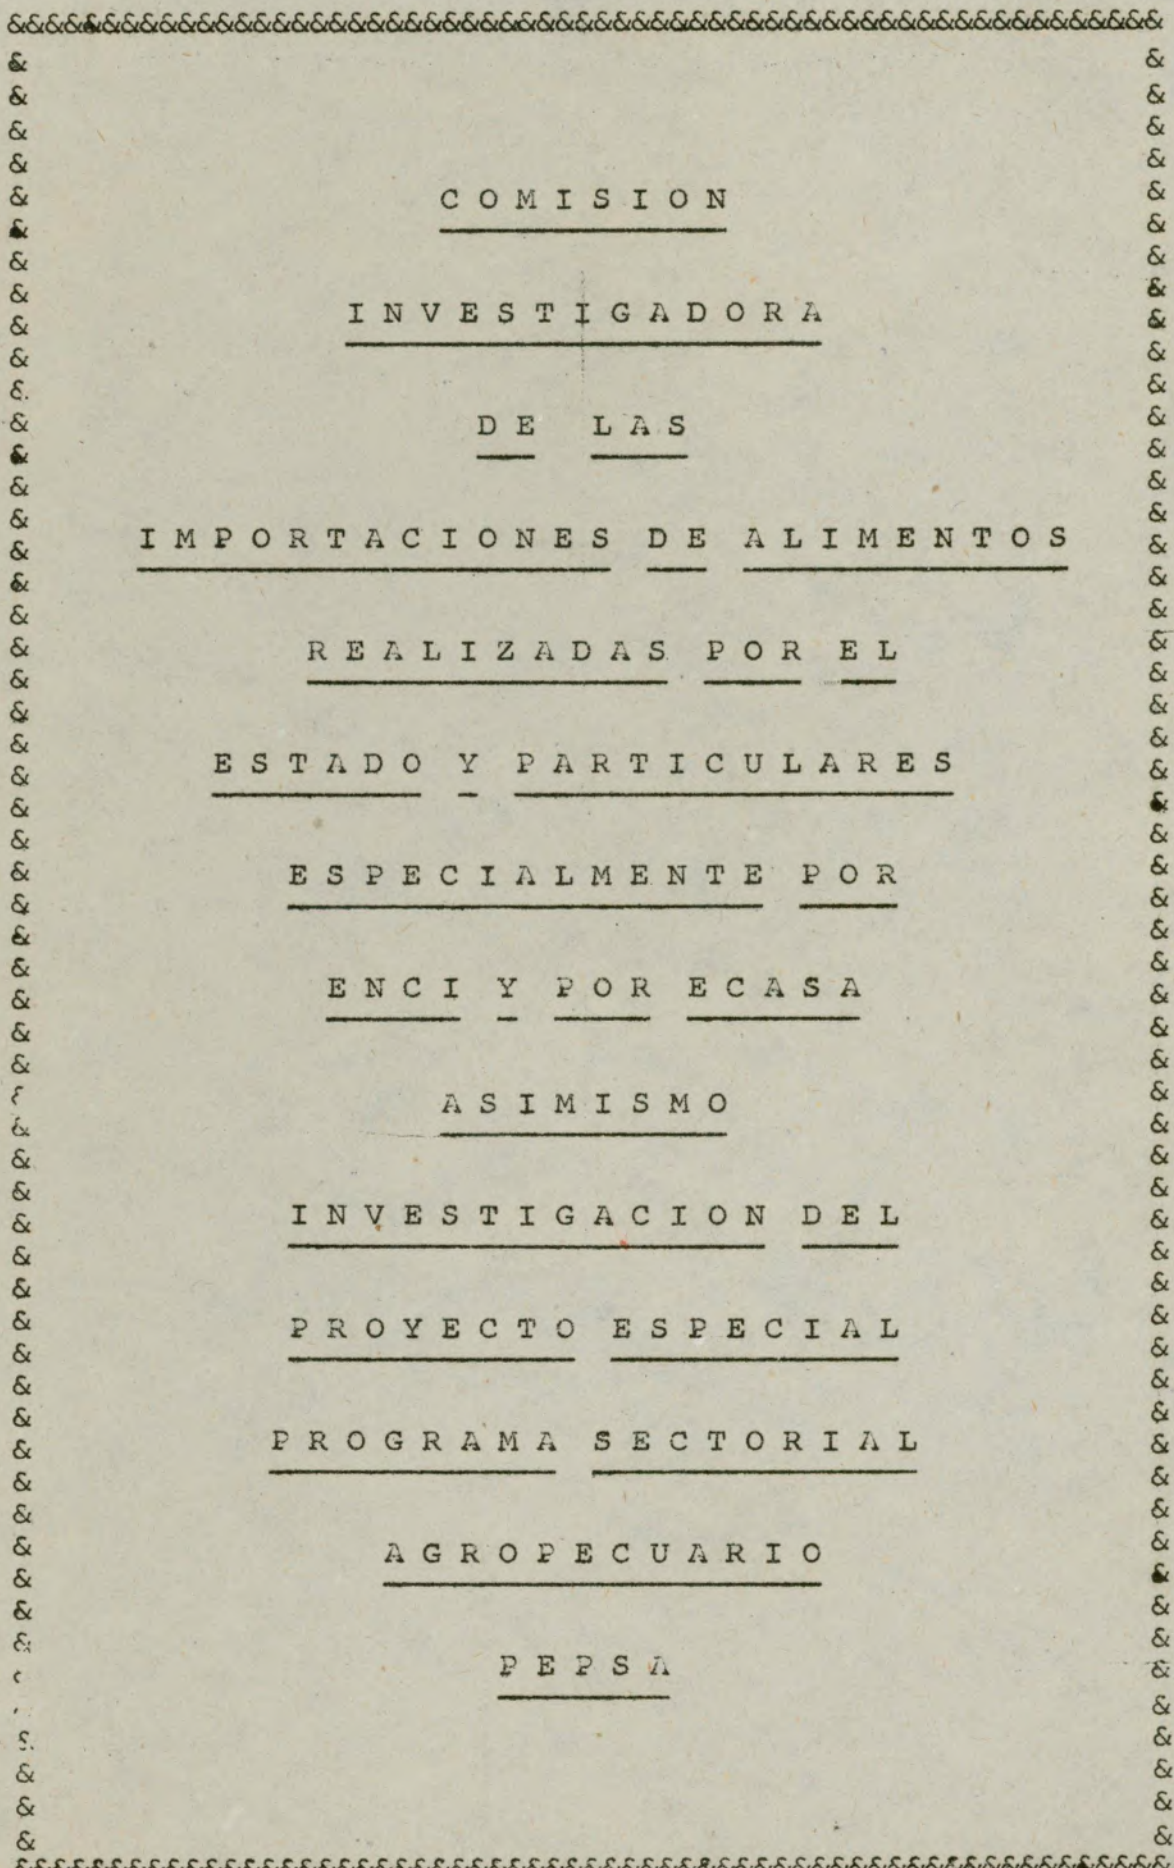 COMISION
INVESTIGADORA
DE LAS
IMPORTACIONES DE ALIMENTOS
REALIZADAS POR EL
ESTADO Y PARTICULARES
ESPECIALMENTE POR
ENCI Y POR ECASA
ASIMISMO
INVESTIGACION DEL
PROYECTO ESPECIAL
PROGRAMA SECTORIAL
AGROPECUARIO
PEPSA